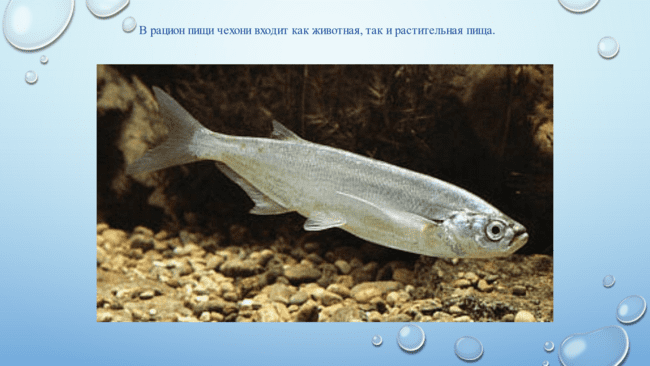 В рацион пищи чехони входит как животная, так и растительная пища.